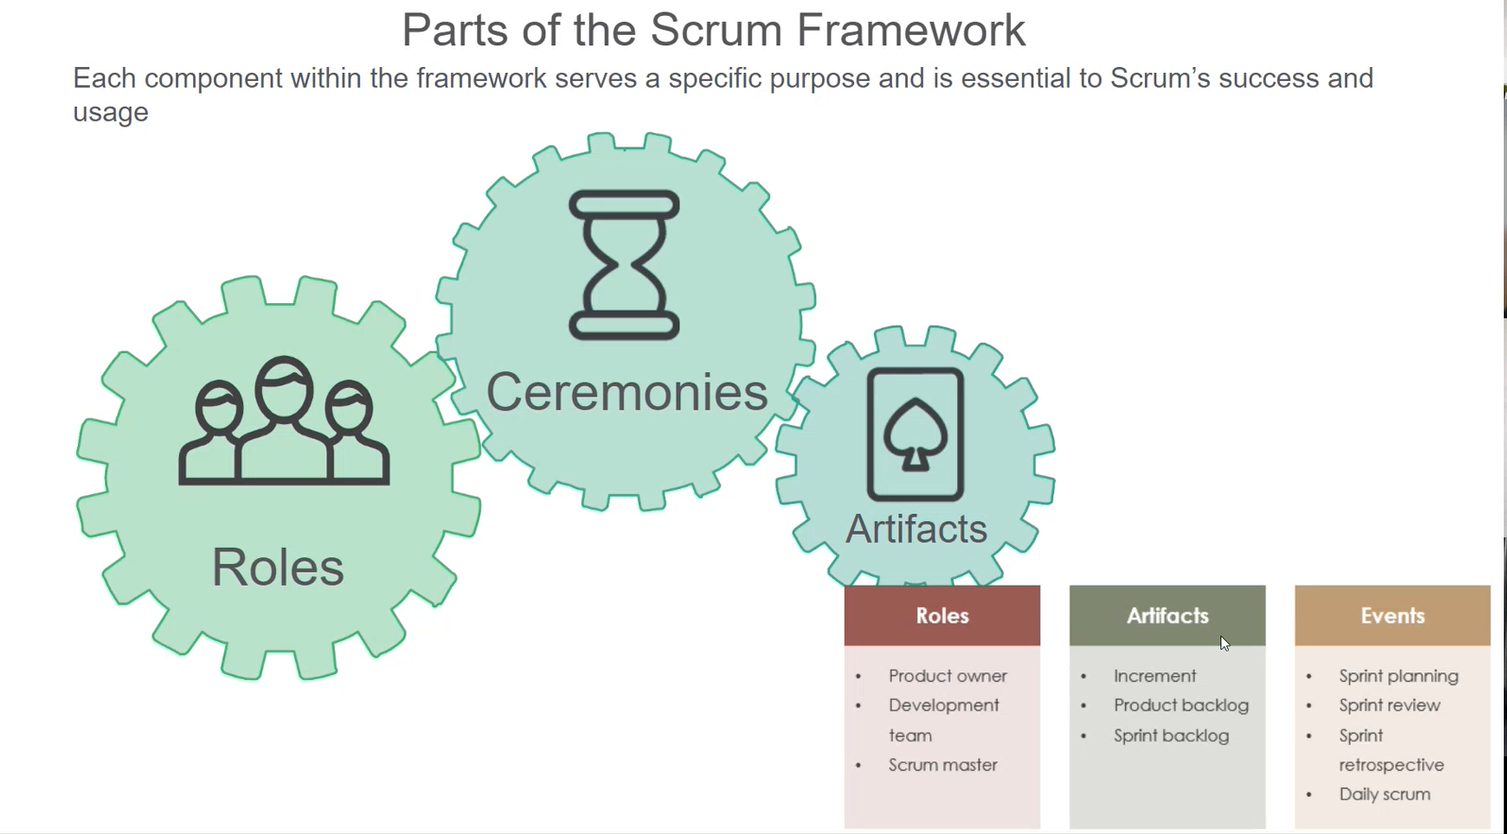 Parts of the Scrum Framework
Each component within the framework serves a specific purpose and is essential to Scrum’s success and
usage
Roles
Ceremonies
Artifacts
Roles
• Product owner
• Development
team
• Scrum master
Artifacts
• Increment
• Product backlog
• Sprint backlog
Events
• Sprint planning
• Sprint review
• Sprint
retrospective
• Daily scrum